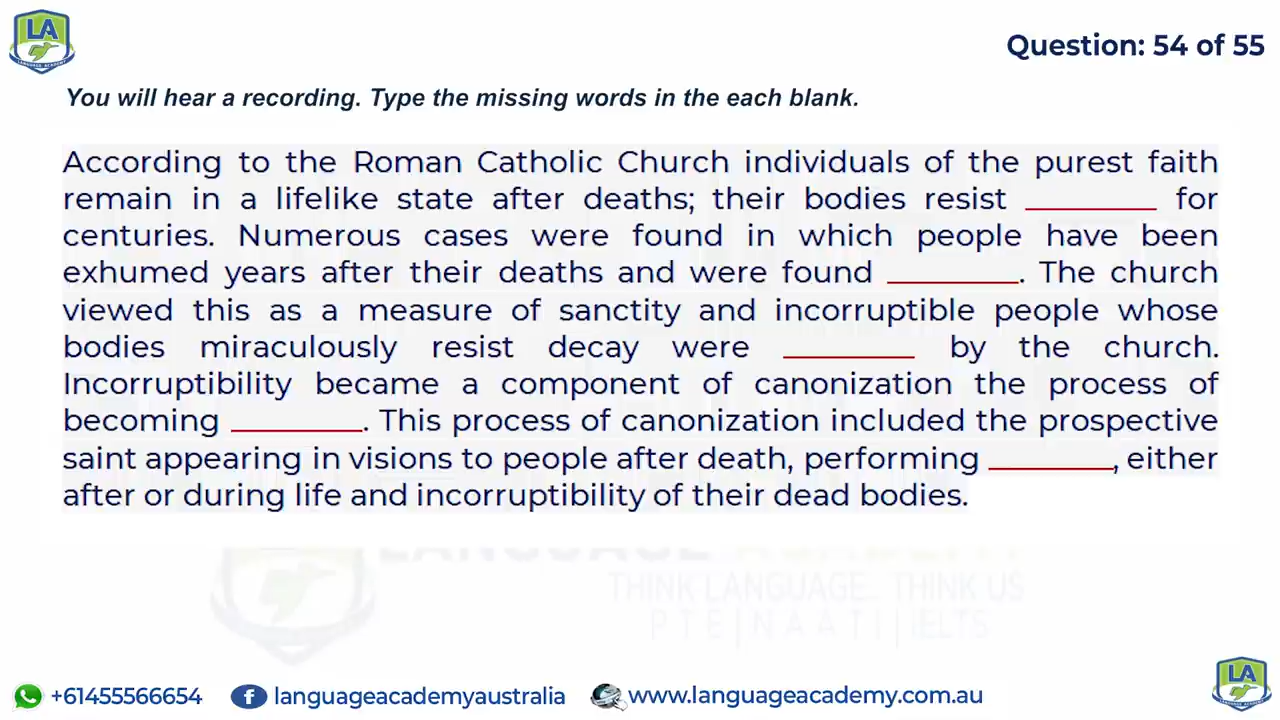 LA
LANGUAGE ACADEMY
Question: 54 of 55
You will hear a recording. Type the missing words in the each blank.
According to the Roman Catholic Church individuals of the purest faith
remain in a lifelike state after deaths; their bodies resist _________ for
centuries. Numerous cases were found in which people have been
exhumed years after their deaths and were found _________. The church
viewed this as a measure of sanctity and incorruptible people whose
bodies miraculously resist decay were _________ by the church.
Incorruptibility became a component of canonization the process of
becoming _________. This process of canonization included the prospective
saint appearing in visions to people after death, performing _________, either
after or during life and incorruptibility of their dead bodies.
LANGUAGE ACADEMY
THINK LANGUAGE, THINK US
PTE | NAATI | IELTS
+61455566654 languageacademyaustralia www.languageacademy.com.au
LA